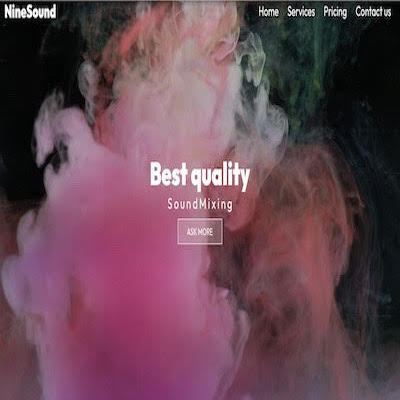 NineSound
Home Services Pricing Contact us
Best quality
SoundMixing
ASK MORE